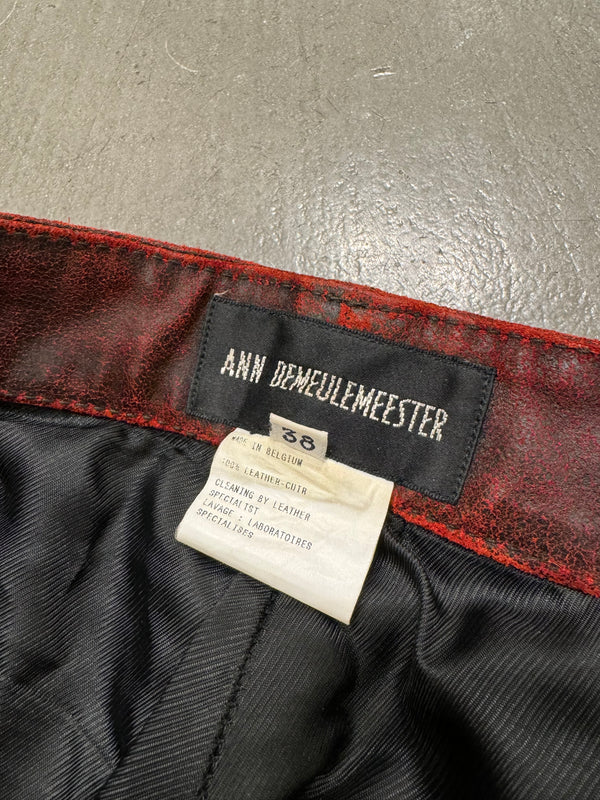 ANN DEMEULEMEESTER
38
MADE IN BELGIUM
100% LEATHER-CUIR
CLEANING BY LEATHER
SPECIALIST
LAVAGE : LABORATOIRES
SPECIALISES